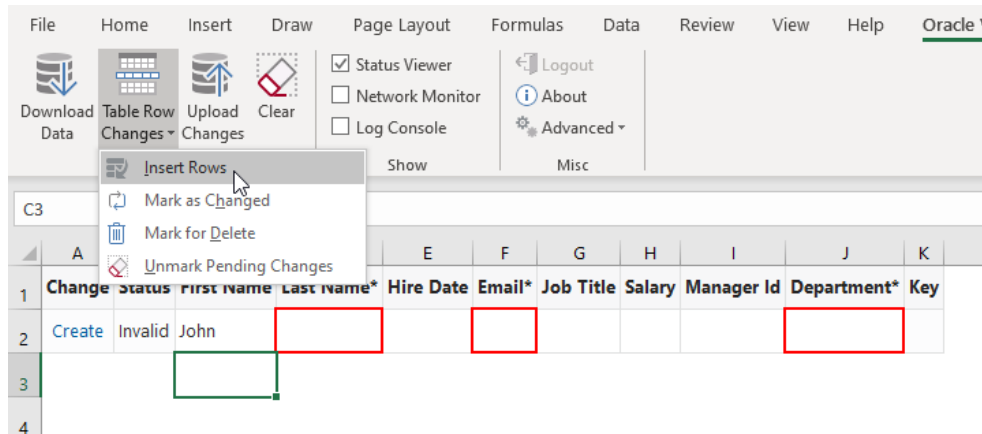 File Home Insert Draw Page Layout Formulas Data Review View Help Oracle
Download Data
Table Row Changes
Upload Changes
Clear
Status Viewer
Network Monitor
Log Console
Show
Logout
About
Advanced
Misc
Insert Rows
Mark as Changed
Mark for Delete
Unmark Pending Changes
C3
A E F G H I J K
1 Change Status First Name Last Name* Hire Date Email* Job Title Salary Manager Id Department* Key
2 Create Invalid John
3
4